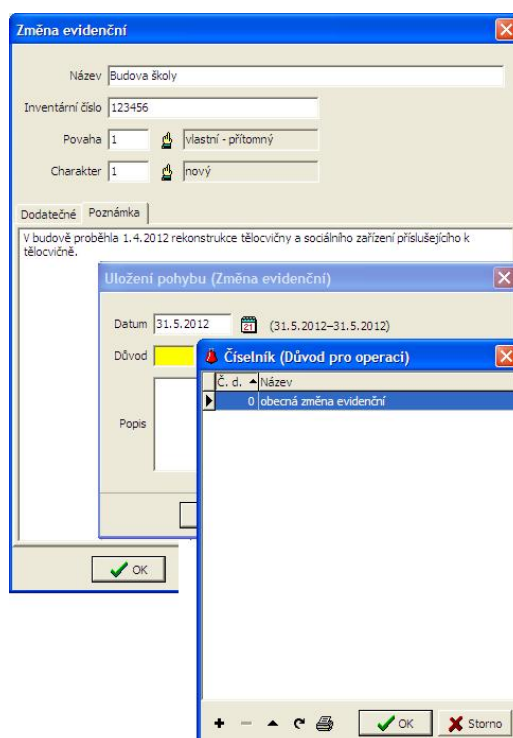 Změna evidenční
Název Budova školy
Inventární číslo 123456
Povaha 1 vlastní - přítomný
Charakter 1 nový
Dodatečné Poznámka
V budově proběhla 1.4.2012 rekonstrukce tělocvičny a sociálního zařízení příslušejícího k
tělocvičně.
Uložení pohybu (Změna evidenční)
Datum 31.5.2012 21 (31.5.2012–31.5.2012)
Důvod
Popis
OK
Číselník (Důvod pro operaci)
Č. d. Název
0 obecná změna evidenční
OK Storno